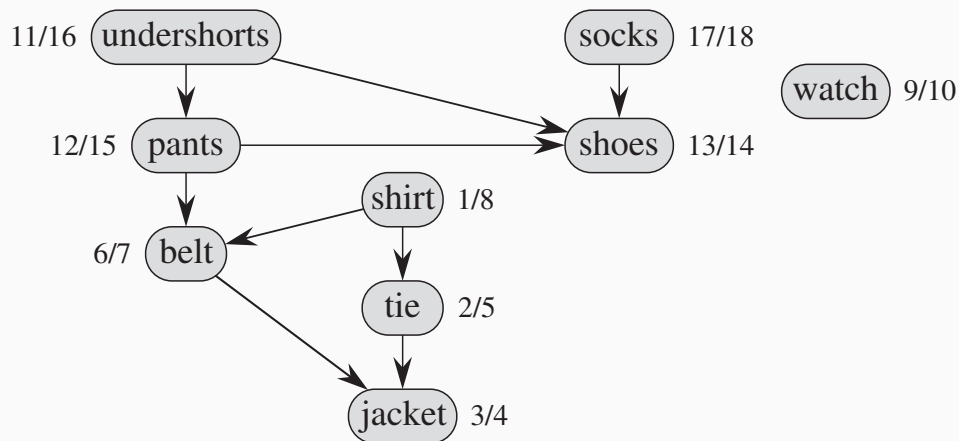 11/16 undershorts socks 17/18
watch 9/10
12/15 pants shoes 13/14
shirt 1/8
6/7 belt
tie 2/5
jacket 3/4